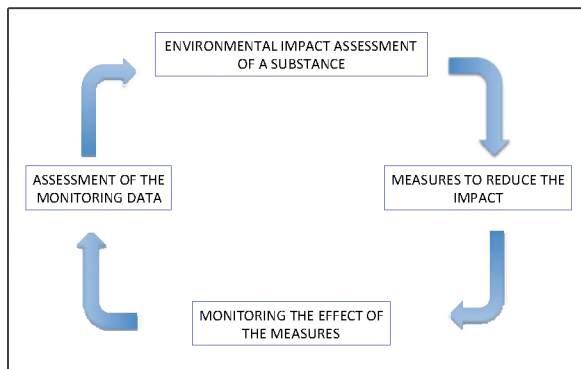 ENVIRONMENTAL IMPACT ASSESSMENT
OF A SUBSTANCE
ASSESSMENT OF THE
MONITORING DATA
MEASURES TO REDUCE THE
IMPACT
MONITORING THE EFFECT OF
THE MEASURES